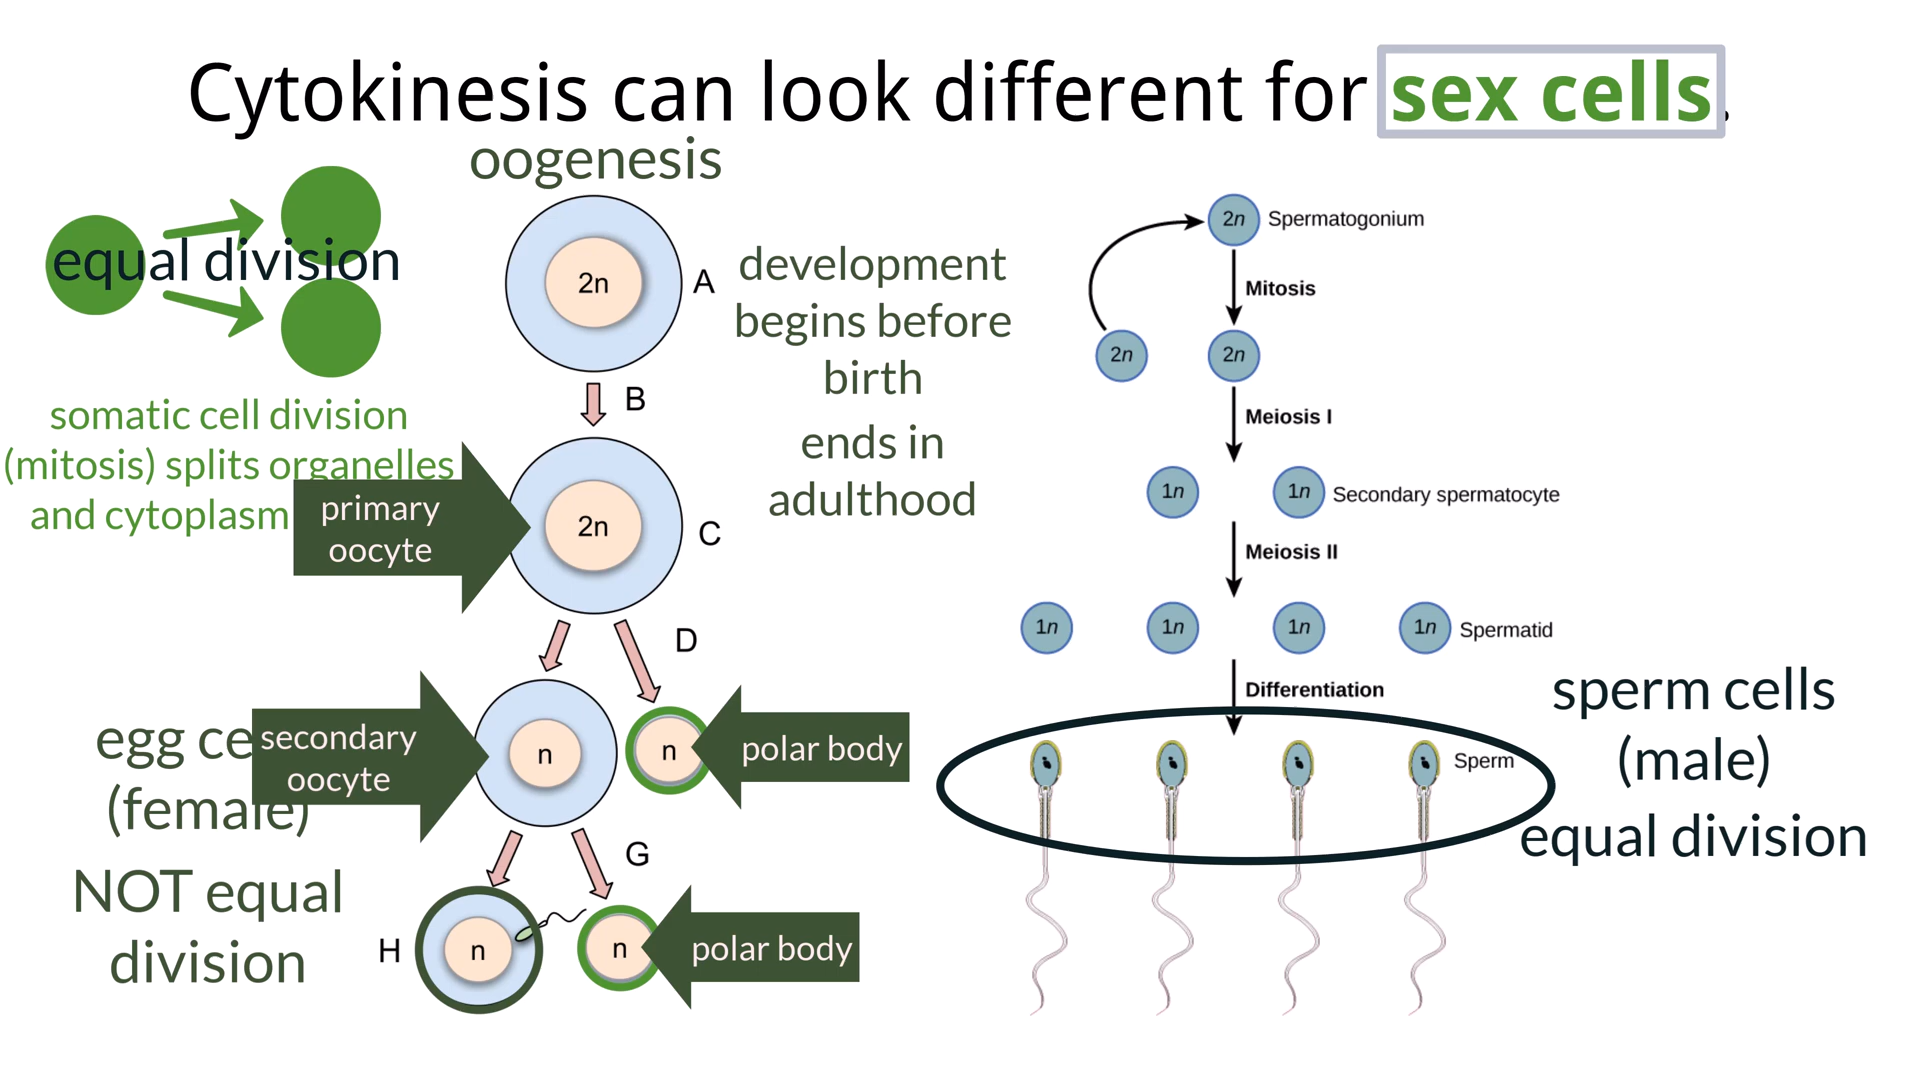 Cytokinesis can look different for sex cells.
oogenesis
equal division
somatic cell division
(mitosis) splits organelles
and cytoplasm
primary
oocyte
2n
A
B
2n
C
D
development
begins before
birth
ends in
adulthood
egg ce
(female)
NOT equal
division
secondary
oocyte
n
n
polar body
G
H
n
n
polar body
2n Spermatogonium
Mitosis
2n 2n
Meiosis I
1n 1n Secondary spermatocyte
Meiosis II
1n 1n 1n 1n Spermatid
Differentiation
Sperm
sperm cells
(male)
equal division